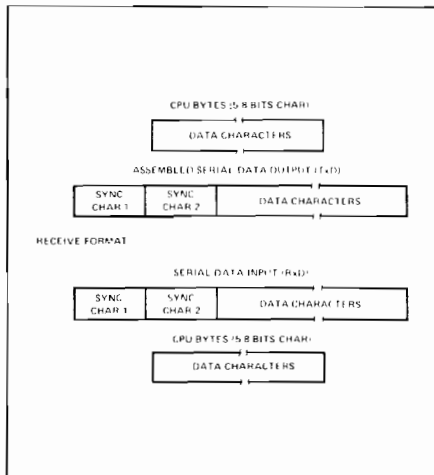 CPU BYTES (5-8 BITS CHAR)
DATA CHARACTERS
ASSEMBLED SERIAL DATA OUTPUT (TxD)
SYNC CHAR 1
SYNC CHAR 2
DATA CHARACTERS
RECEIVE FORMAT
SERIAL DATA INPUT (RxD)
SYNC CHAR 1
SYNC CHAR 2
DATA CHARACTERS
CPU BYTES (5-8 BITS CHAR)
DATA CHARACTERS